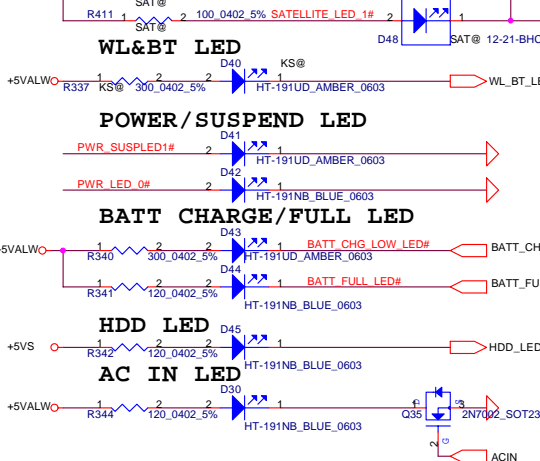 SAT@
R411 1 2 100_0402_5% SATELLITE_LED_1# 2 1
SAT@ D48 SAT@ 12-21-BHC
WL&BT LED
D40 KS@
+5VALW R337 1 KS@ 2 300_0402_5% 2 1 HT-191UD_AMBER_0603 WL_BT_LE
POWER/SUSPEND LED
D41
PWR_SUSPLED1# 2 1 HT-191UD_AMBER_0603
D42
PWR_LED_0# 2 1 HT-191NB_BLUE_0603
BATT CHARGE/FULL LED
D43
+5VALW R340 1 2 300_0402_5% 2 1 HT-191UD_AMBER_0603 BATT_CHG_LOW_LED# BATT_CH
D44
R341 1 2 120_0402_5% 2 1 HT-191NB_BLUE_0603 BATT_FULL_LED# BATT_FU
HDD LED
D45
+5VS R342 1 2 120_0402_5% 2 1 HT-191NB_BLUE_0603 HDD_LED
AC IN LED
D30
+5VALW R344 1 2 120_0402_5% 2 1 HT-191NB_BLUE_0603 Q35 D S 3 2N7002_SOT23
2 G
ACIN